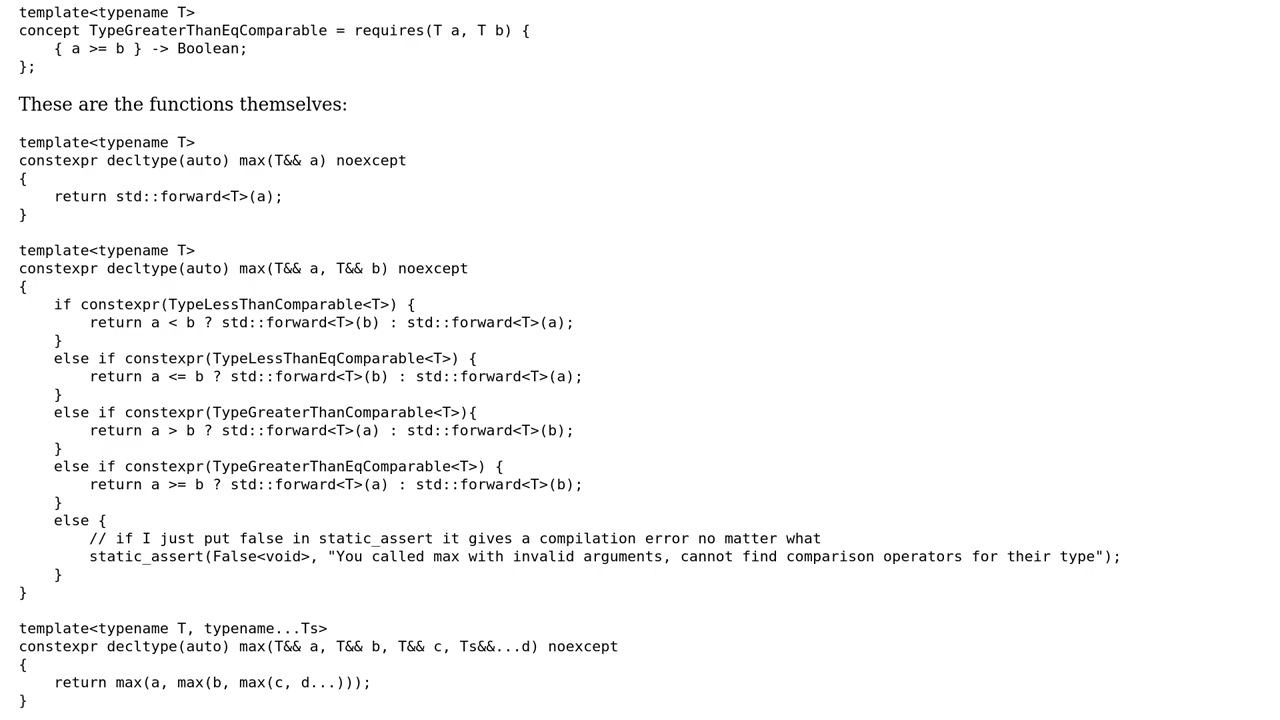 template<typename T>
concept TypeGreaterThanEqComparable = requires(T a, T b) {
    { a >= b } -> Boolean;
};
These are the functions themselves:
template<typename T>
constexpr decltype(auto) max(T&& a) noexcept
{
    return std::forward<T>(a);
}
template<typename T>
constexpr decltype(auto) max(T&& a, T&& b) noexcept
{
    if constexpr(TypeLessThanComparable<T>) {
        return a < b ? std::forward<T>(b) : std::forward<T>(a);
    }
    else if constexpr(TypeLessThanEqComparable<T>) {
        return a <= b ? std::forward<T>(b) : std::forward<T>(a);
    }
    else if constexpr(TypeGreaterThanComparable<T>){
        return a > b ? std::forward<T>(a) : std::forward<T>(b);
    }
    else if constexpr(TypeGreaterThanEqComparable<T>) {
        return a >= b ? std::forward<T>(a) : std::forward<T>(b);
    }
    else {
        // if I just put false in static_assert it gives a compilation error no matter what
        static_assert(False<void>, "You called max with invalid arguments, cannot find comparison operators for their type");
    }
}
template<typename T, typename...Ts>
constexpr decltype(auto) max(T&& a, T&& b, T&& c, Ts&&...d) noexcept
{
    return max(a, max(b, max(c, d...)));
}